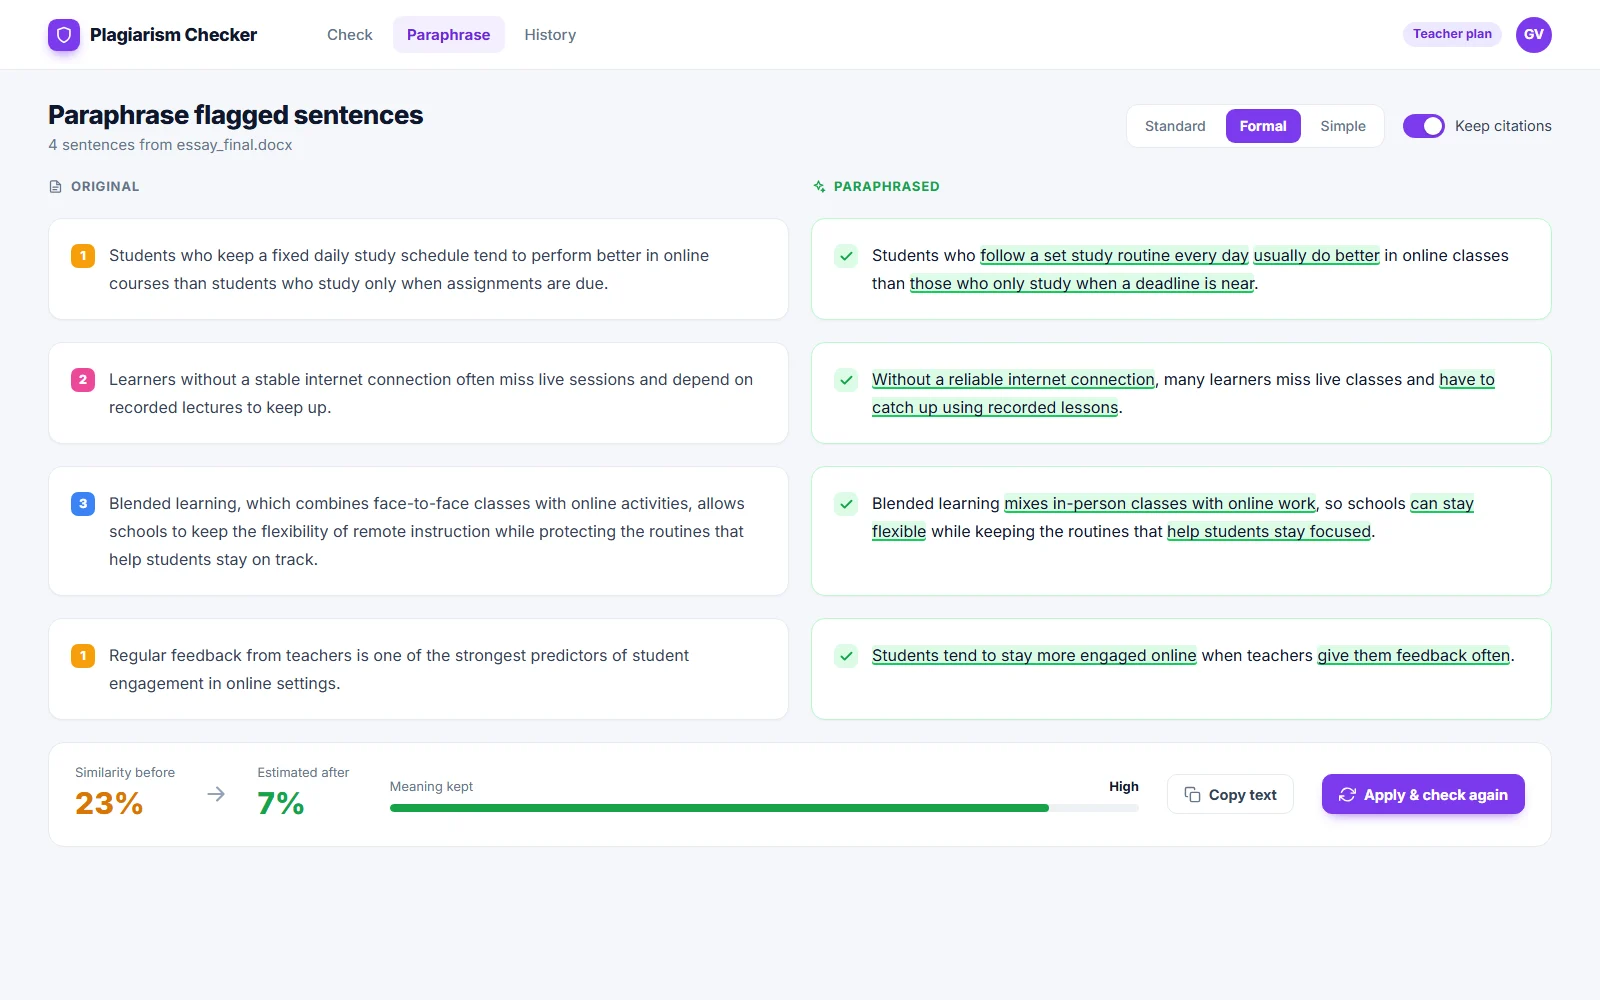 Plagiarism Checker
Check
Paraphrase
History
Teacher plan
GV
Paraphrase flagged sentences
4 sentences from essay_final.docx
Standard
Formal
Simple
Keep citations
ORIGINAL
PARAPHRASED
1
Students who keep a fixed daily study schedule tend to perform better in online
courses than students who study only when assignments are due.
Students who follow a set study routine every day usually do better in online classes
than those who only study when a deadline is near.
2
Learners without a stable internet connection often miss live sessions and depend on
recorded lectures to keep up.
Without a reliable internet connection, many learners miss live classes and have to
catch up using recorded lessons.
3
Blended learning, which combines face-to-face classes with online activities, allows
schools to keep the flexibility of remote instruction while protecting the routines that
help students stay on track.
Blended learning mixes in-person classes with online work, so schools can stay
flexible while keeping the routines that help students stay focused.
1
Regular feedback from teachers is one of the strongest predictors of student
engagement in online settings.
Students tend to stay more engaged online when teachers give them feedback often.
Similarity before
23%
Estimated after
7%
Meaning kept
High
Copy text
Apply & check again